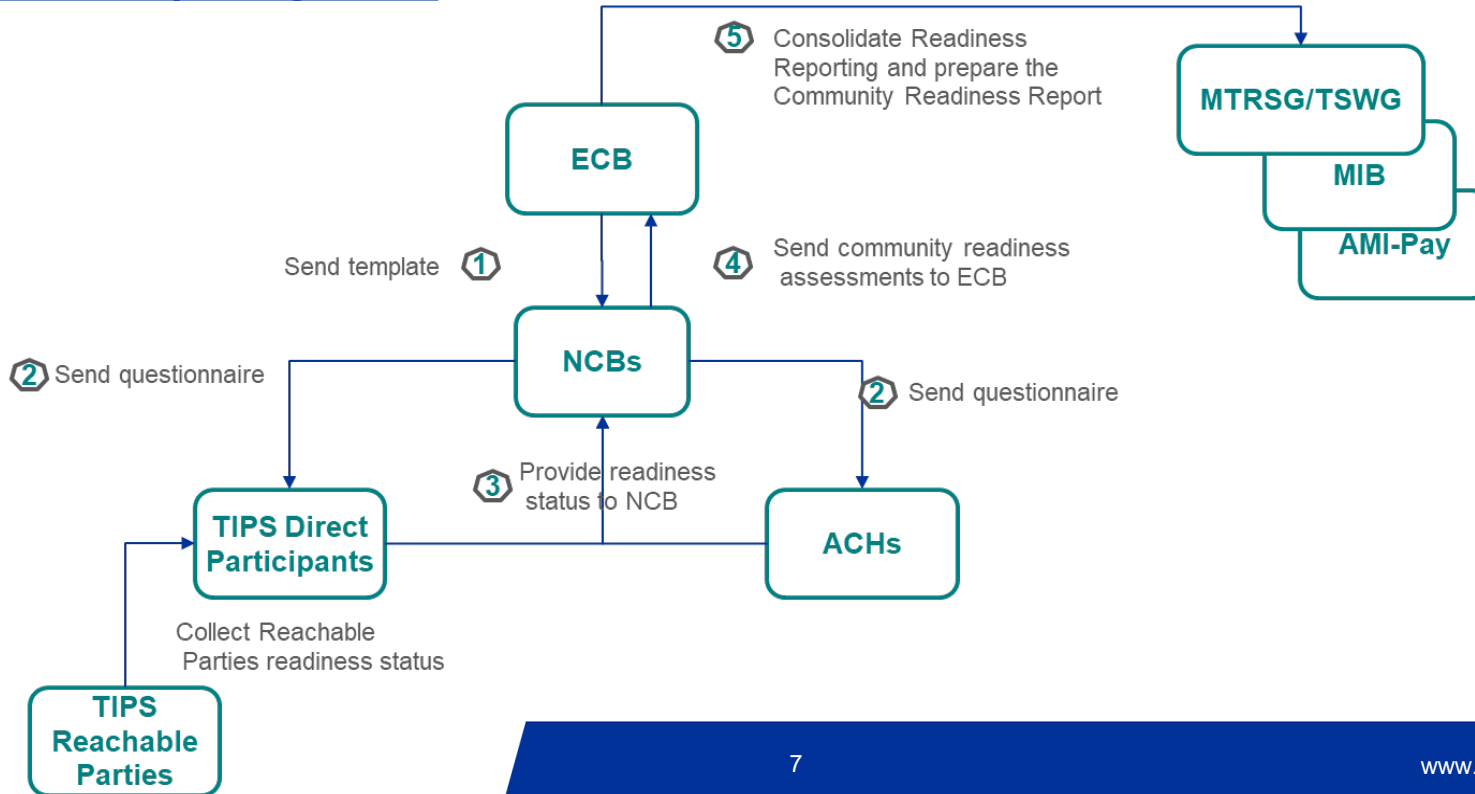 5 Consolidate Readiness
Reporting and prepare the
Community Readiness Report
MTRSG/TSWG
ECB
MIB
AMI-Pay
Send template 1
4 Send community readiness
assessments to ECB
NCBs
2 Send questionnaire
2 Send questionnaire
3 Provide readiness
status to NCB
TIPS Direct
Participants
ACHs
Collect Reachable
Parties readiness status
TIPS
Reachable
Parties
7
www.